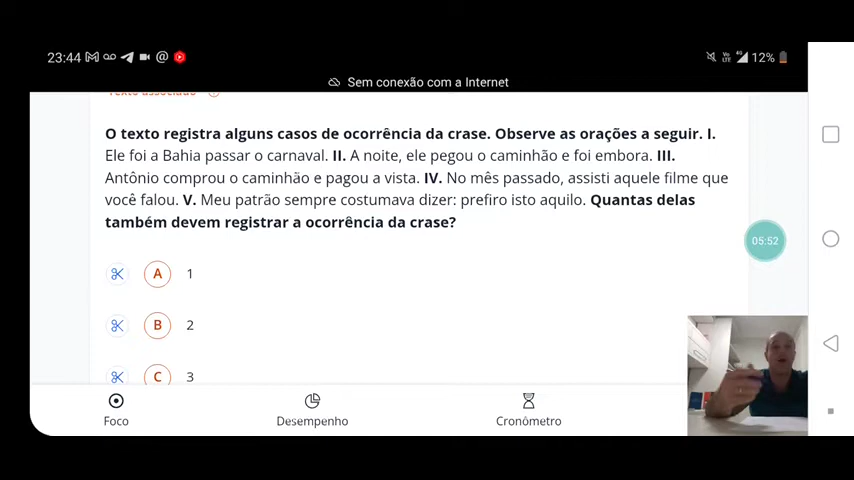 23:44
12%
Sem conexão com a Internet
Texto associado
O texto registra alguns casos de ocorrência da crase. Observe as orações a seguir. I.
Ele foi a Bahia passar o carnaval. II. A noite, ele pegou o caminhão e foi embora. III.
Antônio comprou o caminhão e pagou a vista. IV. No mês passado, assisti aquele filme que
você falou. V. Meu patrão sempre costumava dizer: prefiro isto aquilo. Quantas delas
também devem registrar a ocorrência da crase?
05:52
A 1
B 2
C 3
Foco
Desempenho
Cronômetro